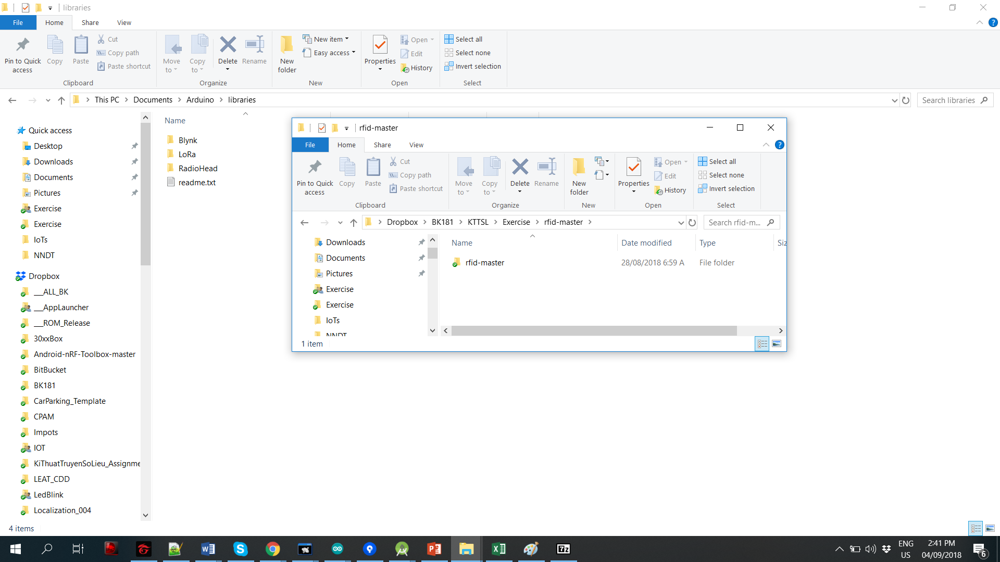 libraries
File Home Share View
Pin to Quick access
Copy
Paste
Cut
Copy path
Paste shortcut
Clipboard
Move to
Copy to
Delete
Rename
Organize
New folder
New item
Easy access
New
Properties
Open
Edit
History
Open
Select all
Select none
Invert selection
Select
This PC > Documents > Arduino > libraries
Search libraries
Quick access
Desktop
Downloads
Documents
Pictures
Exercise
Exercise
IoTs
NNDT
Dropbox
___ALL_BK
___AppLauncher
___ROM_Release
30xxBox
Android-nRF-Toolbox-master
BitBucket
BK181
CarParking_Template
CPAM
Impots
IOT
KiThuatTruyenSoLieu_Assignme
LEAT_CDD
LedBlink
Localization_004
Name
Blynk
LoRa
RadioHead
readme.txt
4 items
rfid-master
File Home Share View
Pin to Quick access
Copy
Paste
Cut
Copy path
Paste shortcut
Clipboard
Move to
Copy to
Delete
Rename
Organize
New folder
New
Properties
Open
Edit
History
Open
Select all
Select none
Invert selection
Select
Dropbox > BK181 > KTTSL > Exercise > rfid-master >
Search rfid-m...
Downloads
Documents
Pictures
Exercise
Exercise
IoTs
NNDT
Name Date modified Type Siz
rfid-master 28/08/2018 6:59 A File folder
1 item
ENG
US
2:41 PM
04/09/2018
6
7z